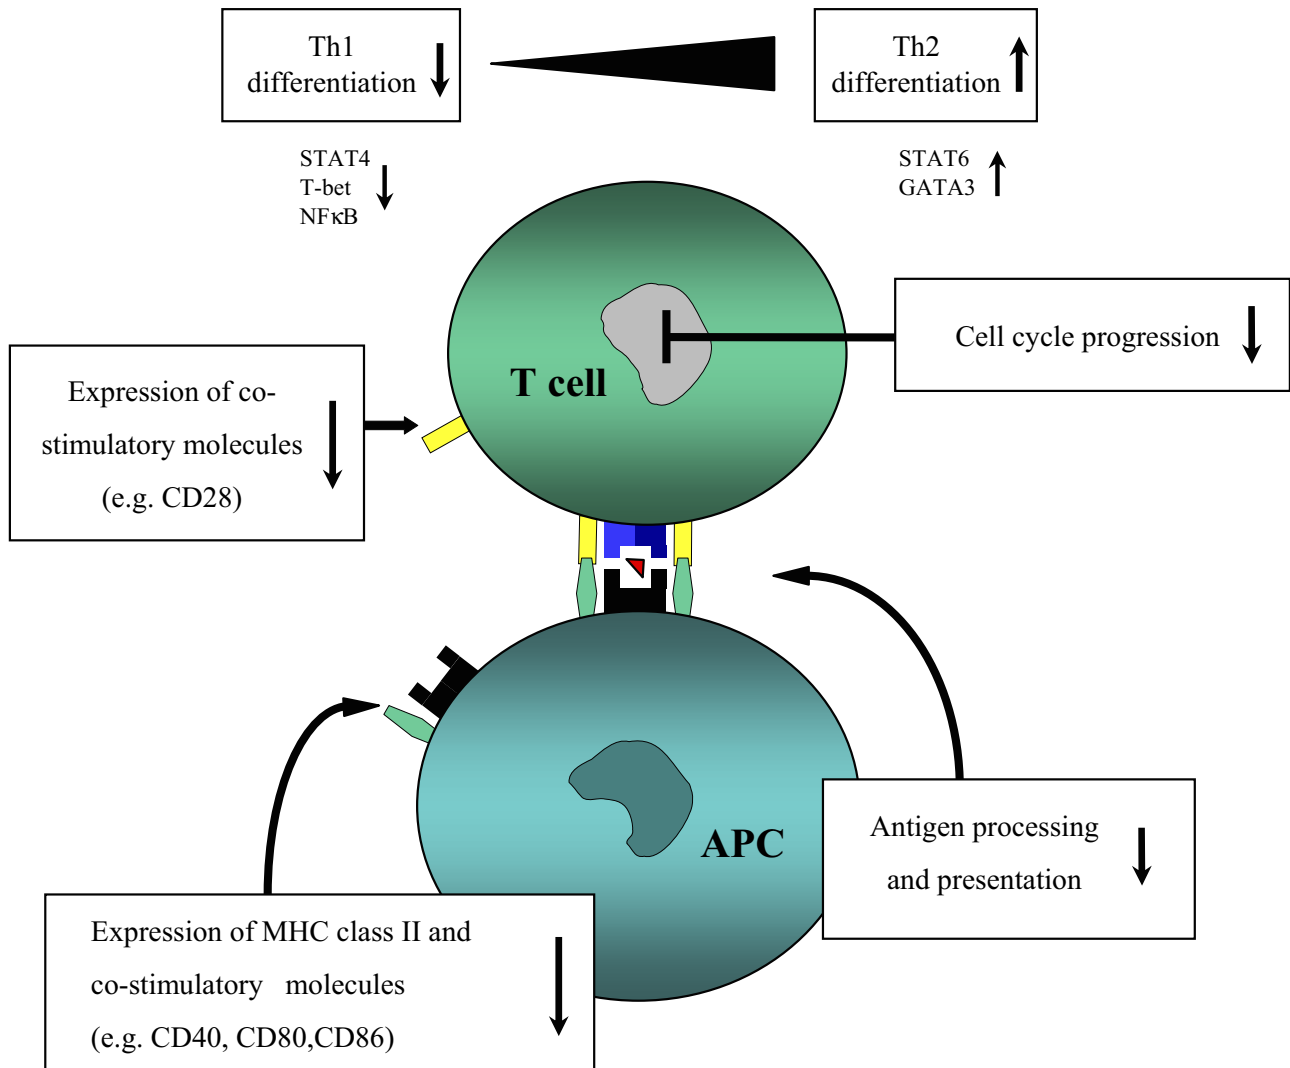 Th1
differentiation
Th2
differentiation
STAT4
T-bet
NFκB
STAT6
GATA3
Cell cycle progression
Expression of co-
stimulatory molecules
(e.g. CD28)
T cell
APC
Antigen processing
and presentation
Expression of MHC class II and
co-stimulatory molecules
(e.g. CD40, CD80,CD86)